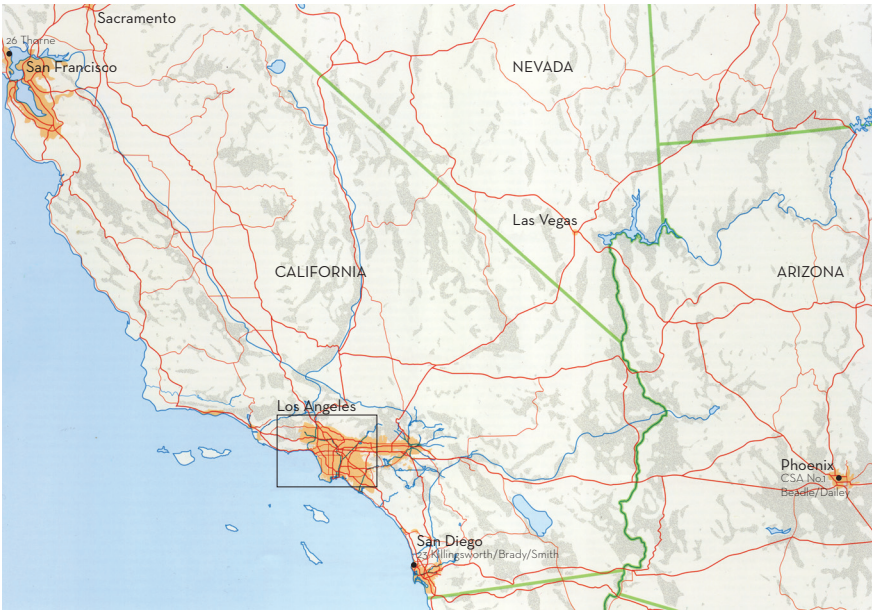 Sacramento
26 Thorne
San Francisco
NEVADA
Las Vegas
CALIFORNIA
ARIZONA
Los Angeles
Phoenix
CSA No.1
Beadle/Dailey
San Diego
23 Killingsworth/Brady/Smith